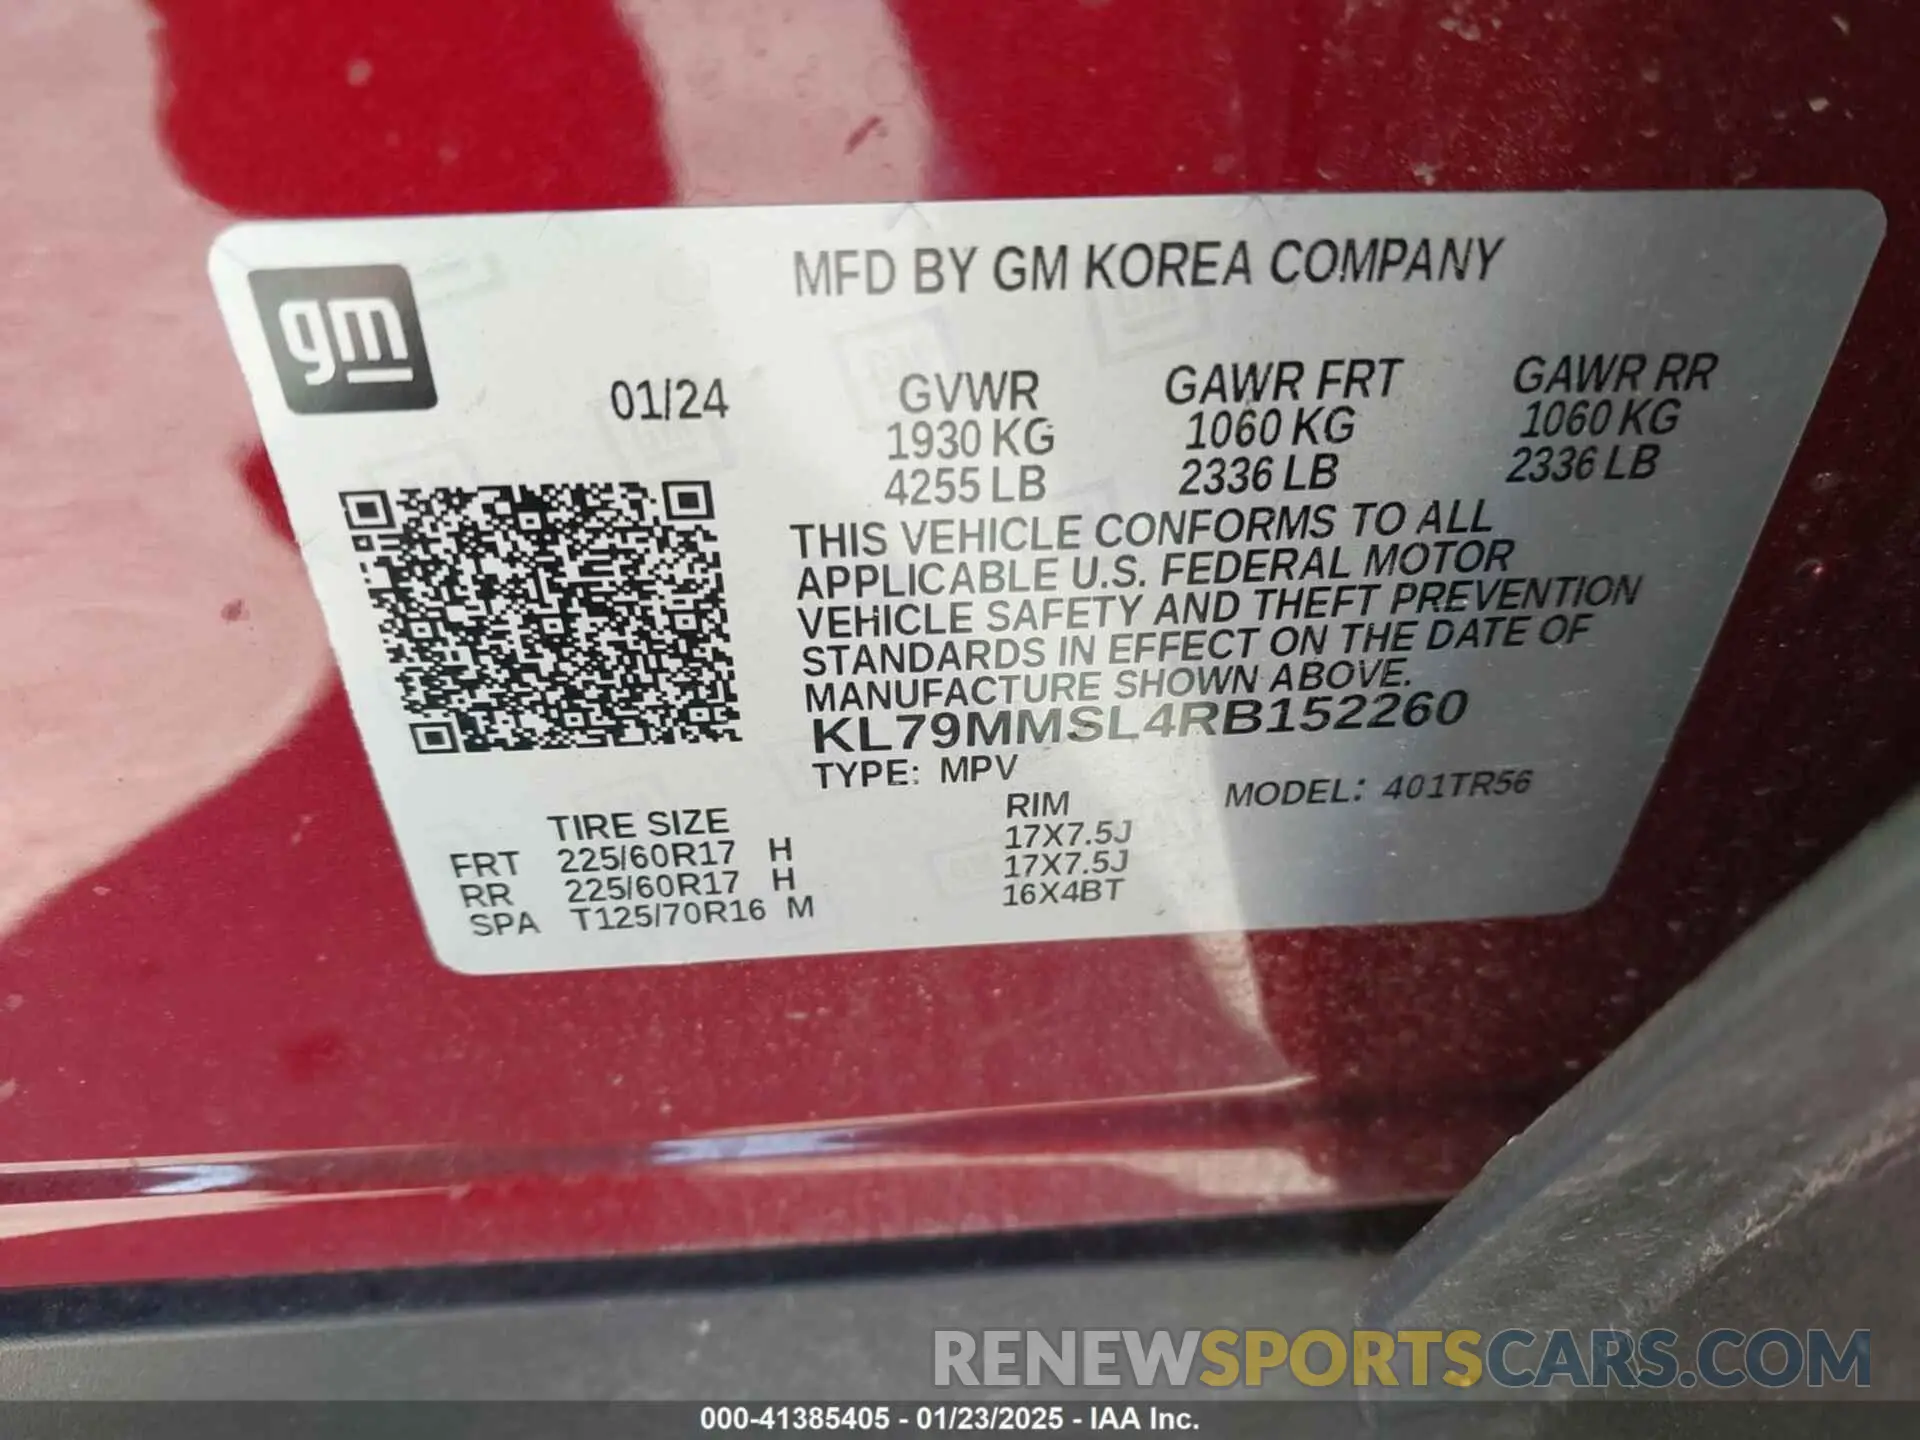 gm
MFD BY GM KOREA COMPANY
01/24
GVWR GAWR FRT GAWR RR
1930 KG 1060 KG 1060 KG
4255 LB 2336 LB 2336 LB
THIS VEHICLE CONFORMS TO ALL
APPLICABLE U.S. FEDERAL MOTOR
VEHICLE SAFETY AND THEFT PREVENTION
STANDARDS IN EFFECT ON THE DATE OF
MANUFACTURE SHOWN ABOVE.
KL79MMSL4RB152260
TYPE: MPV MODEL: 401TR56
TIRE SIZE RIM
FRT 225/60R17 H 17X7.5J
RR 225/60R17 H 17X7.5J
SPA T125/70R16 M 16X4BT
RENEWSPORTSCARS.COM
000-41385405 - 01/23/2025 - IAA Inc.